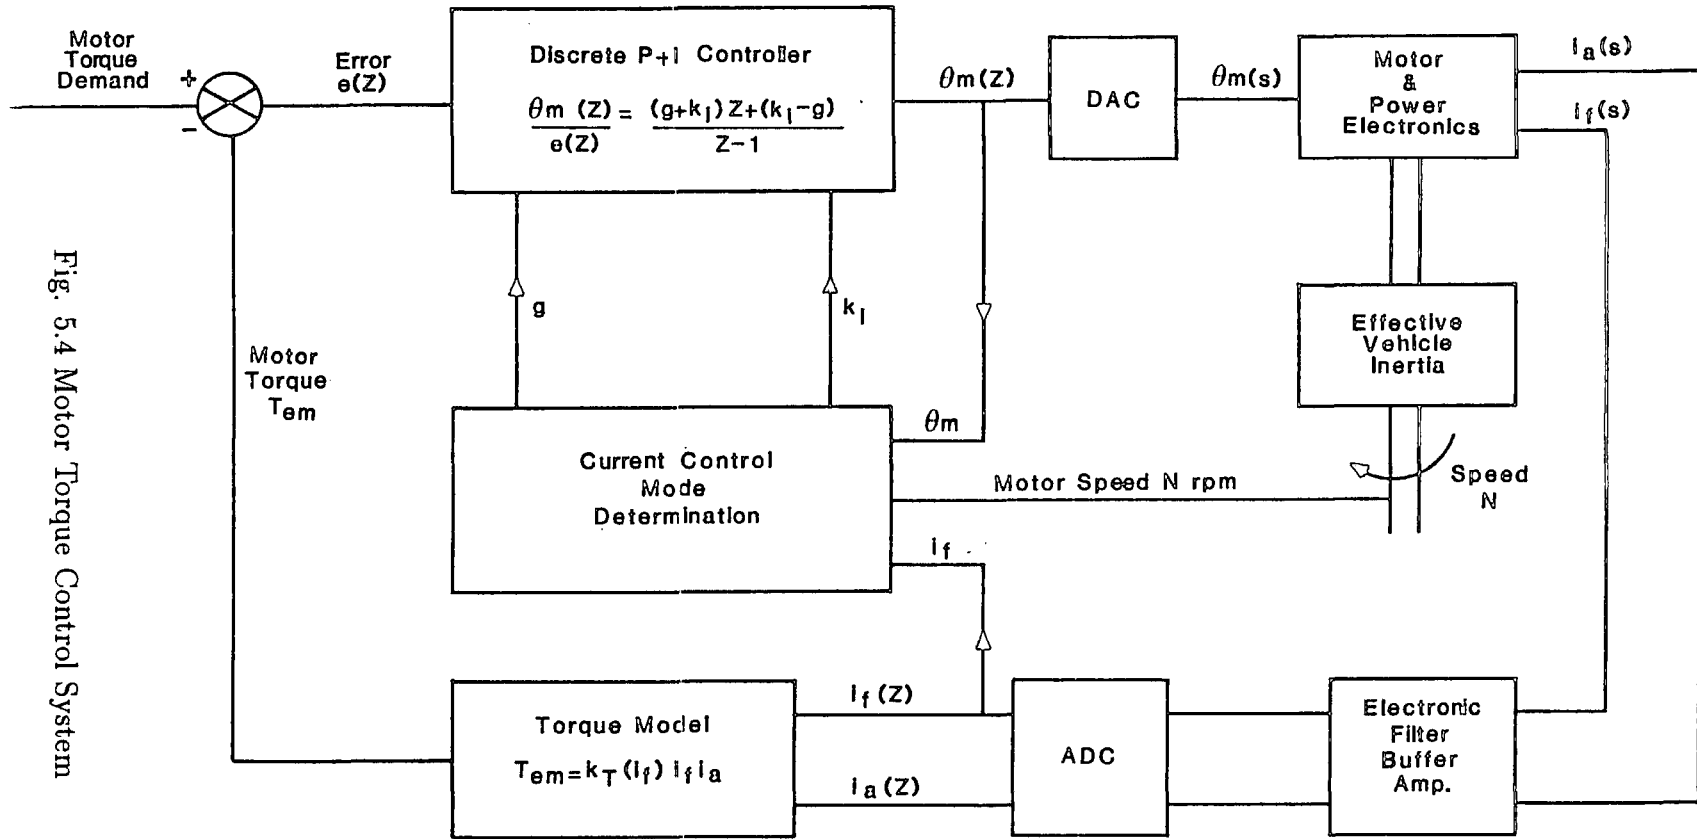 Motor
Torque
Demand
+
-
Error
e(Z)
Discrete P+I Controller
θm (Z) = (g+kI) Z+(kI-g)
e(Z) Z-1
θm(Z)
DAC
θm(s)
Motor
&
Power
Electronics
ia(s)
if(s)
g
kI
Motor
Torque
Tem
Effective
Vehicle
Inertia
Current Control
Mode
Determination
θm
Motor Speed N rpm
if
Speed
N
Torque Model
Tem=kT(if) if ia
if(Z)
ia(Z)
ADC
Electronic
Filter
Buffer
Amp.
Fig. 5.4 Motor Torque Control System